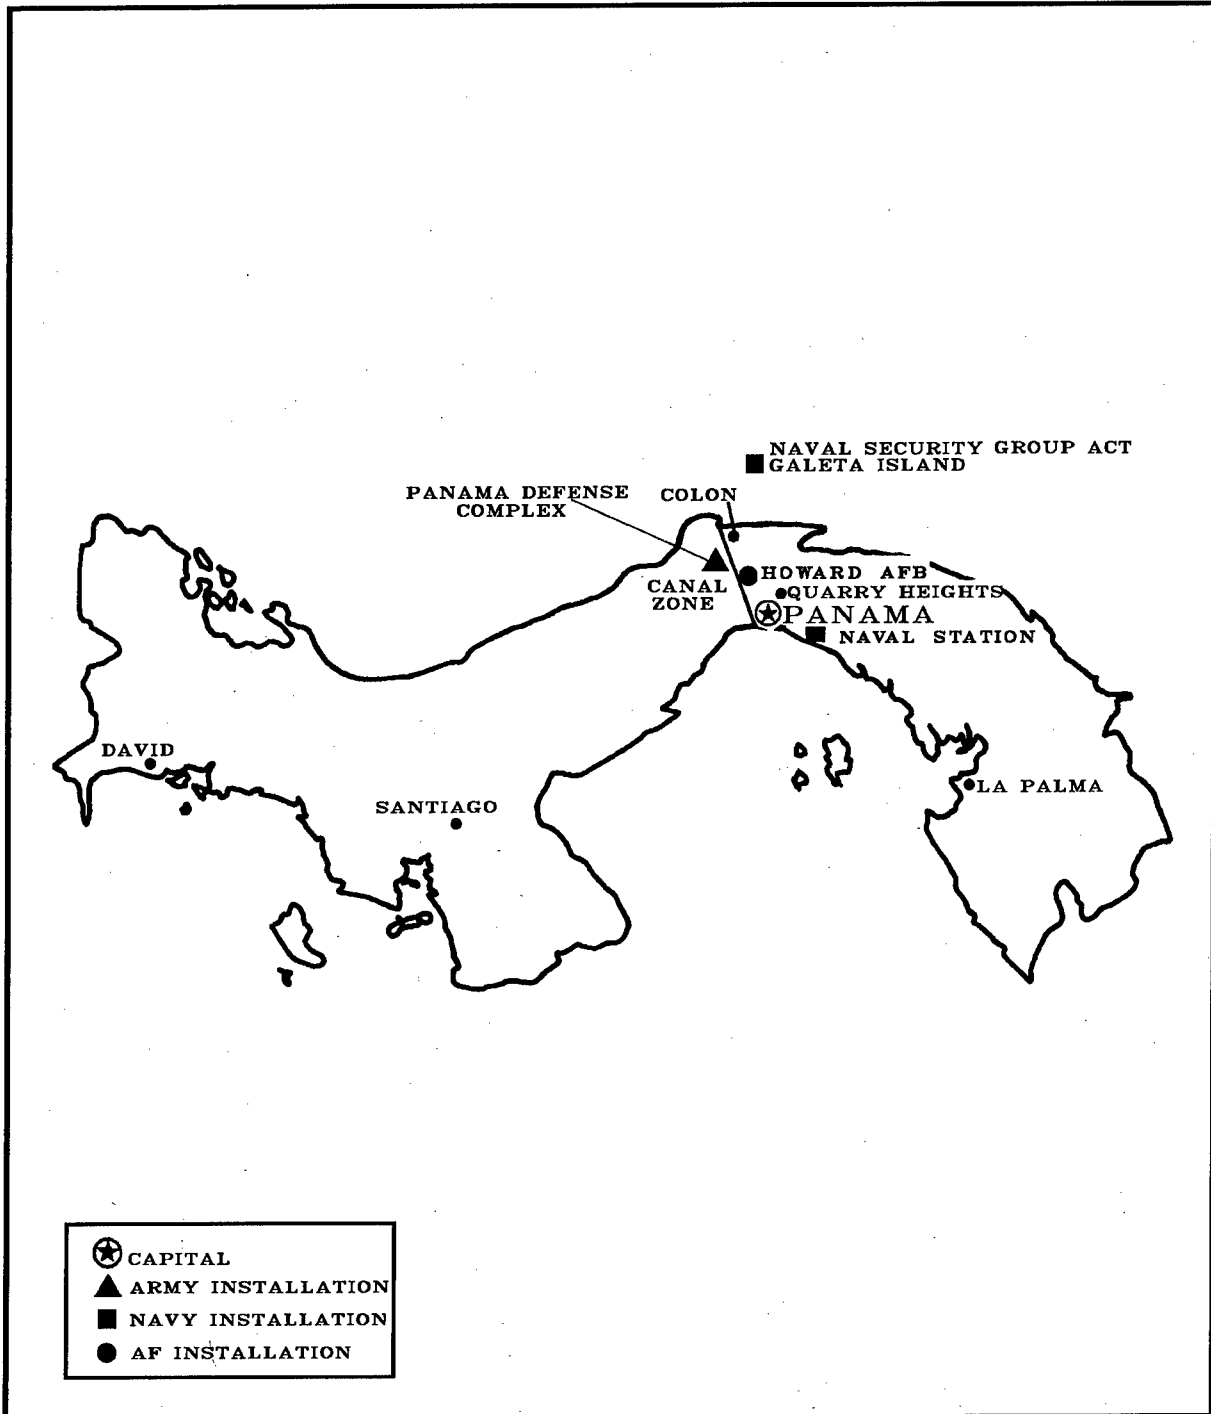 NAVAL SECURITY GROUP ACT
GALETA ISLAND
PANAMA DEFENSE
COMPLEX
COLON
HOWARD AFB
CANAL
ZONE
QUARRY HEIGHTS
PANAMA
NAVAL STATION
DAVID
LA PALMA
SANTIAGO
CAPITAL
ARMY INSTALLATION
NAVY INSTALLATION
AF INSTALLATION